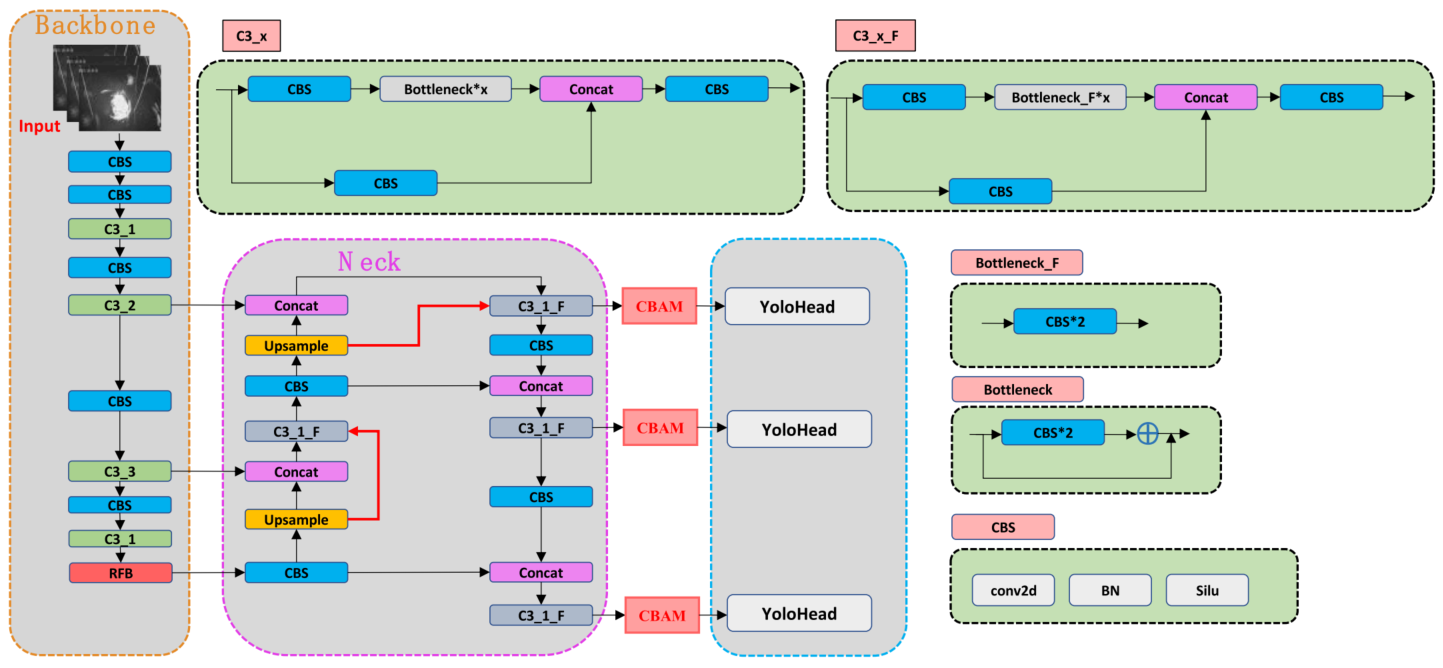 Backbone
Input
CBS
CBS
C3_1
CBS
C3_2
CBS
C3_3
CBS
C3_1
RFB
C3_x
CBS
Bottleneck*x
Concat
CBS
CBS
C3_x_F
CBS
Bottleneck_F*x
Concat
CBS
CBS
Neck
Concat
Upsample
CBS
C3_1_F
Concat
Upsample
CBS
C3_1_F
CBS
Concat
C3_1_F
CBS
Concat
C3_1_F
CBAM
CBAM
CBAM
YoloHead
YoloHead
YoloHead
Bottleneck_F
CBS*2
Bottleneck
CBS*2
CBS
conv2d
BN
Silu